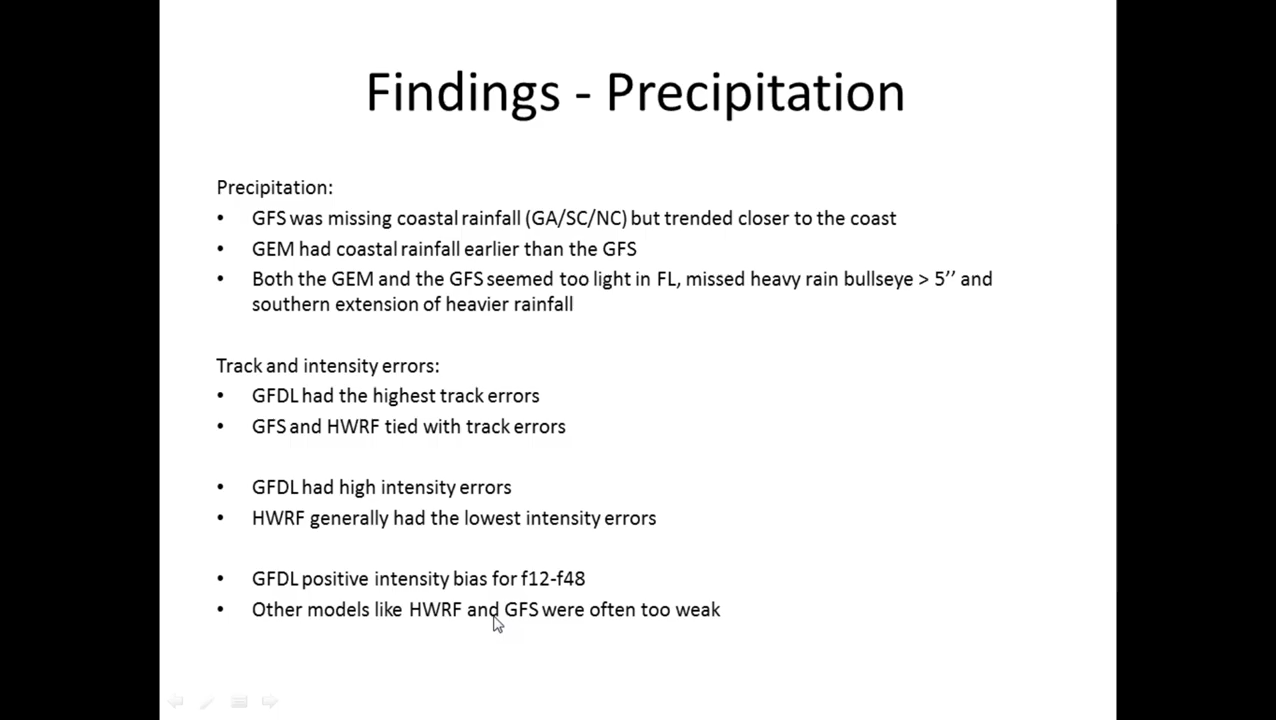 Findings - Precipitation
Precipitation:
• GFS was missing coastal rainfall (GA/SC/NC) but trended closer to the coast
• GEM had coastal rainfall earlier than the GFS
• Both the GEM and the GFS seemed too light in FL, missed heavy rain bullseye > 5’’ and
southern extension of heavier rainfall
Track and intensity errors:
• GFDL had the highest track errors
• GFS and HWRF tied with track errors
• GFDL had high intensity errors
• HWRF generally had the lowest intensity errors
• GFDL positive intensity bias for f12-f48
• Other models like HWRF and GFS were often too weak